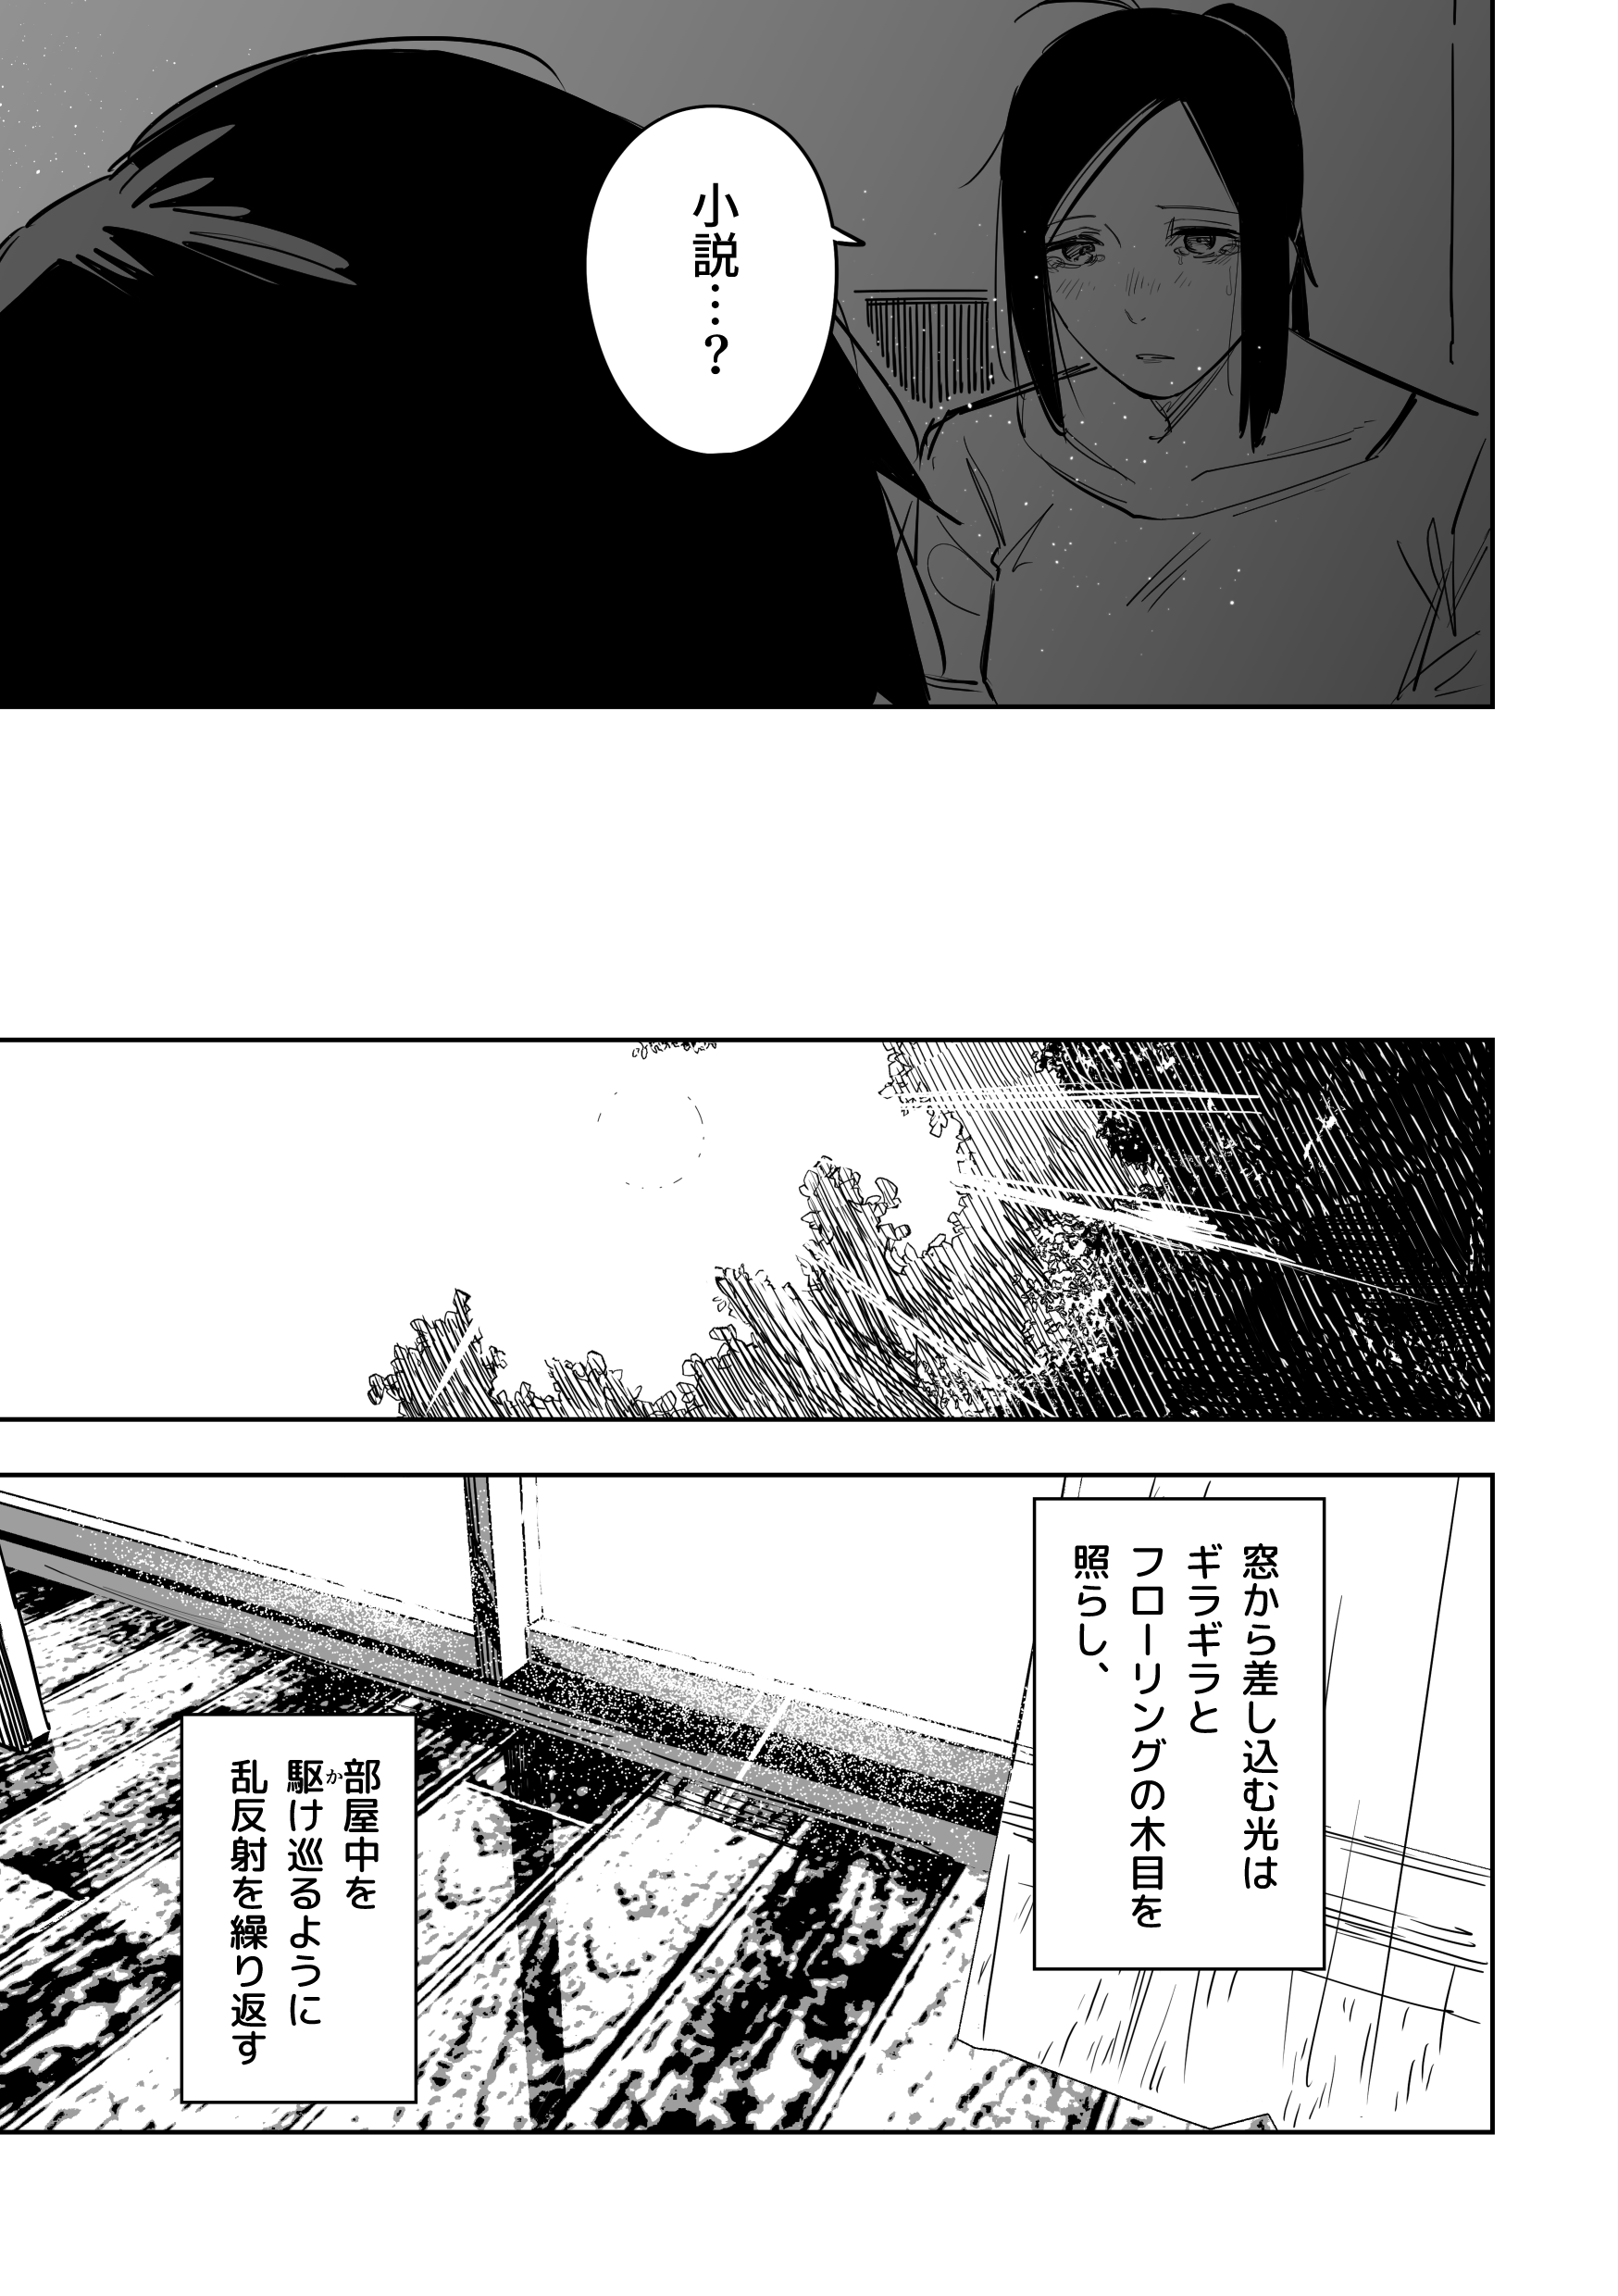 小説…？
窓から差し込む光は
ギラギラと
フローリングの木目を
照らし、
部屋中を
駆け巡るように
か
乱反射を繰り返す